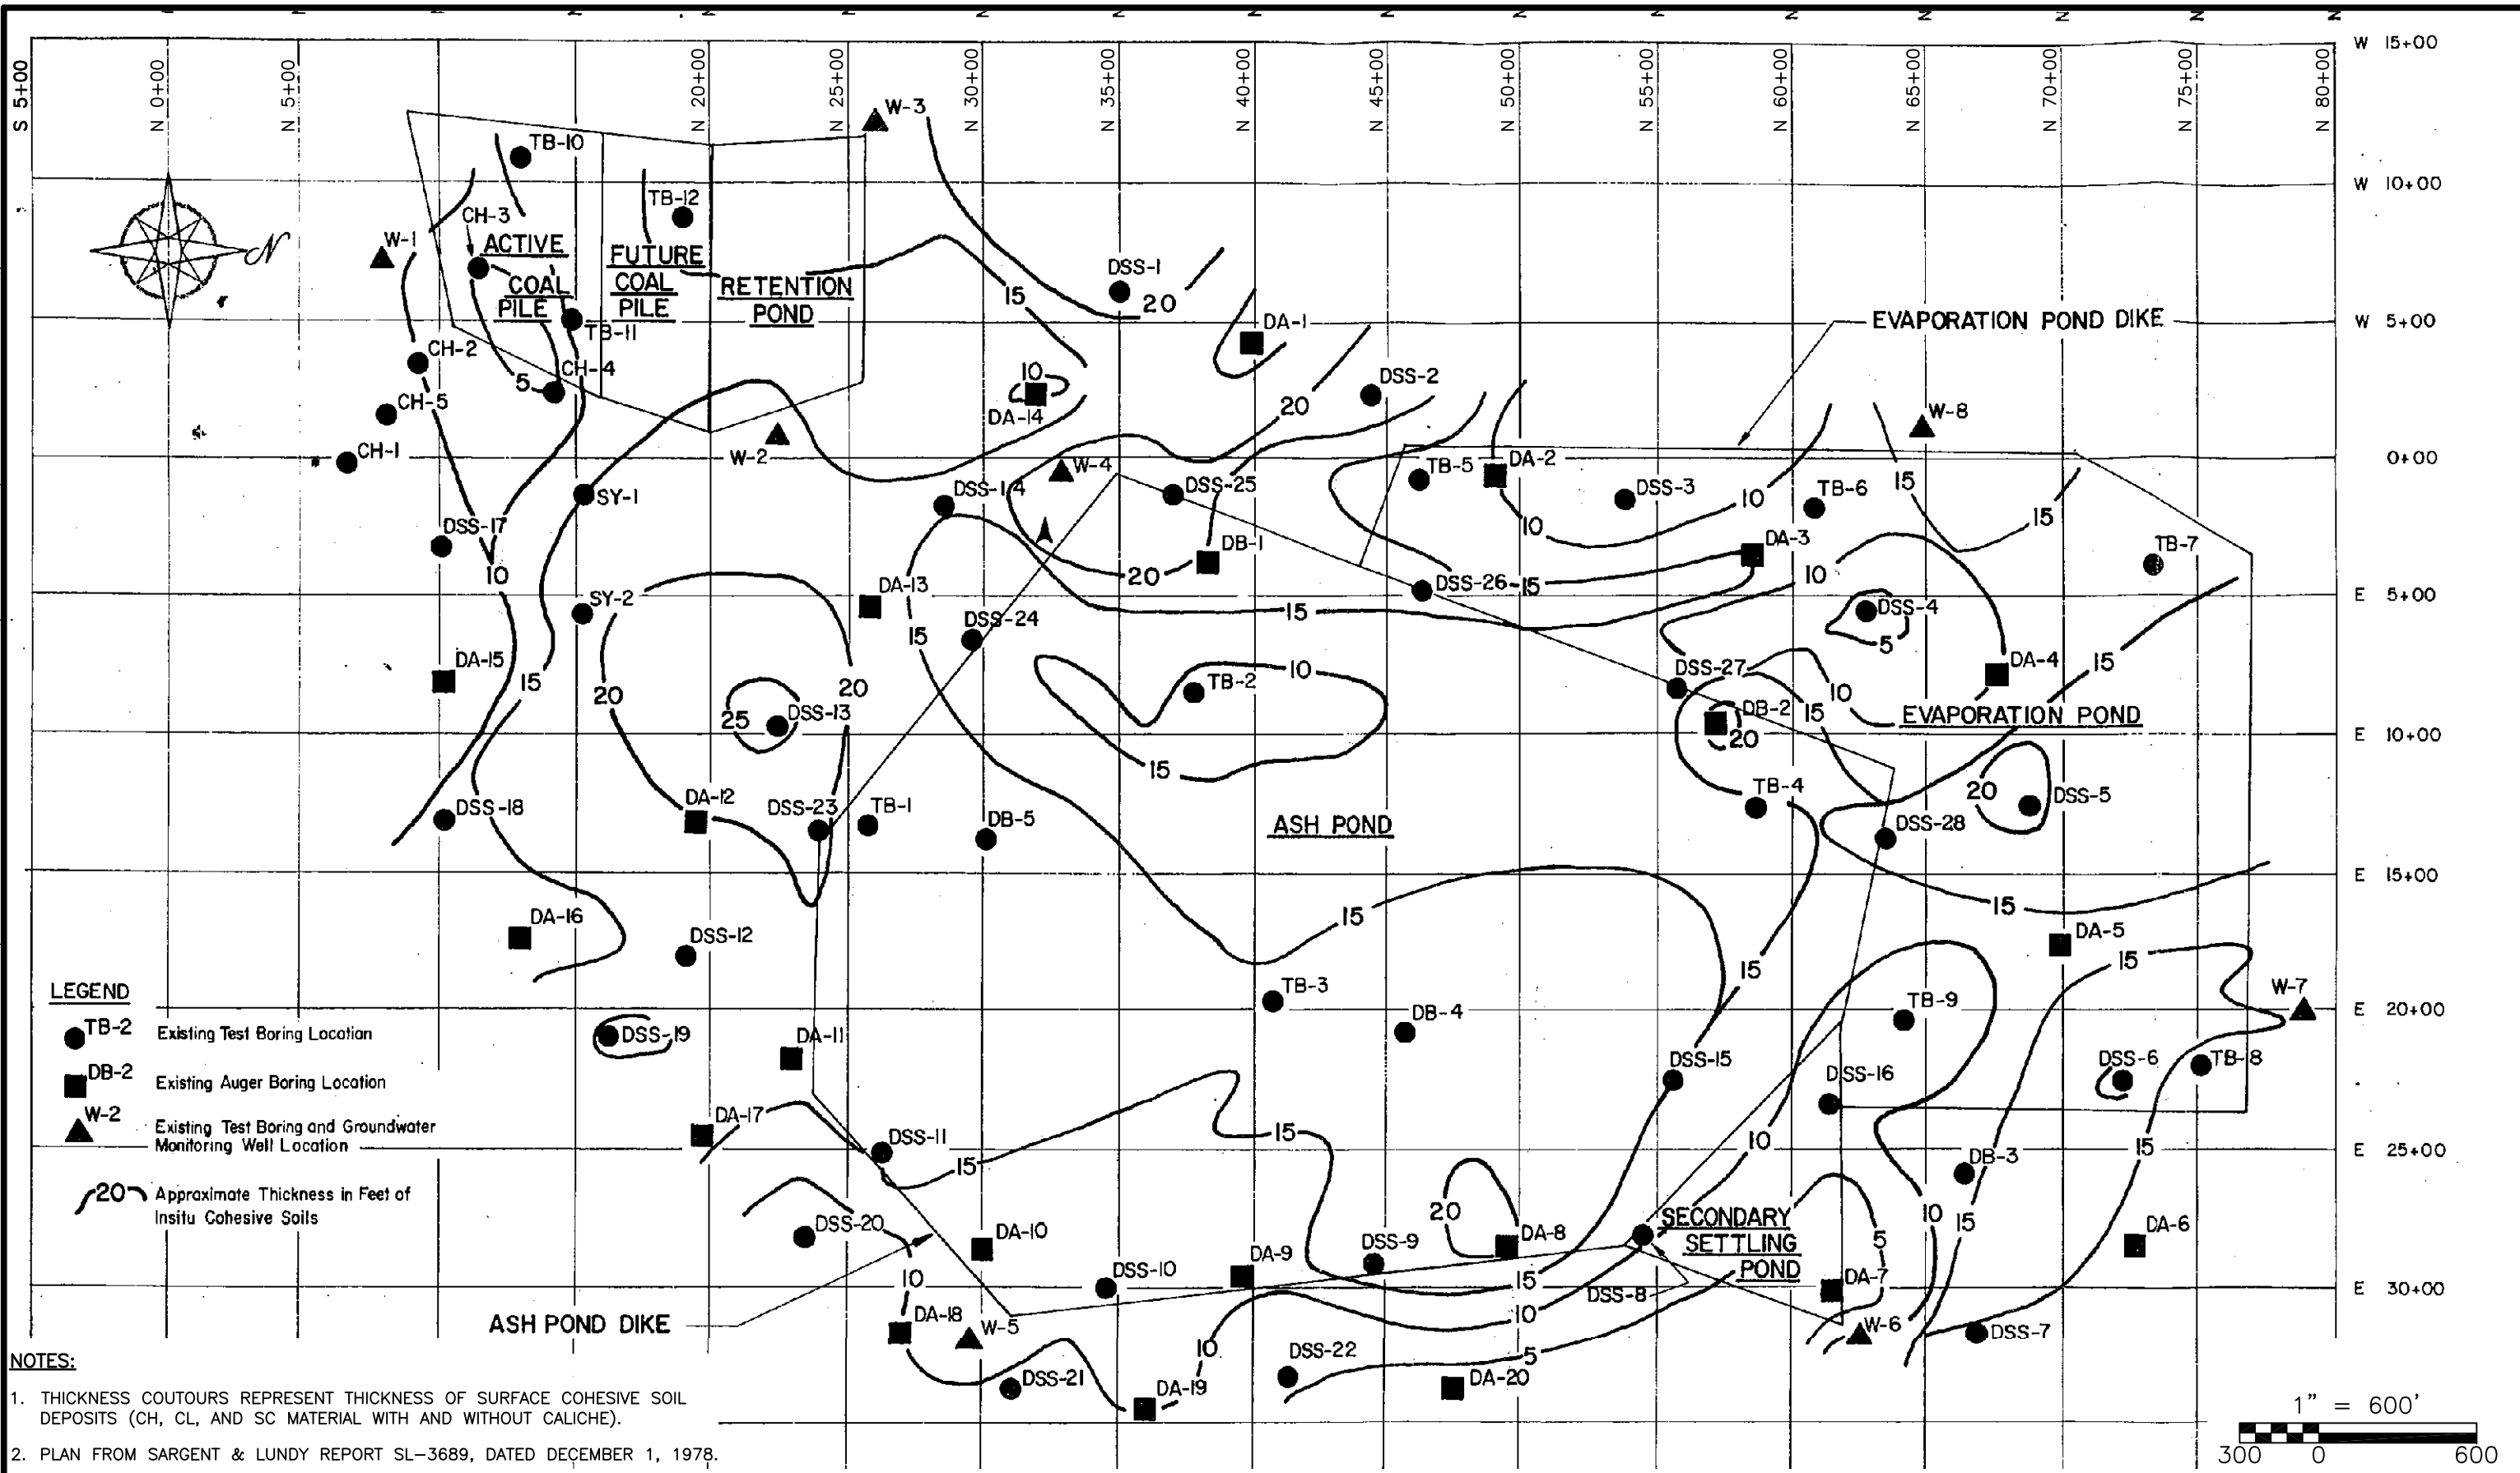 W 15+00
S 5+00
N 0+00
N 5+00
N 20+00
N 25+00
N 30+00
N 35+00
N 40+00
N 45+00
N 50+00
N 55+00
N 60+00
N 65+00
N 70+00
N 75+00
N 80+00
W-3
TB-10
W 10+00
TB-12
CH-3
W-1
N
ACTIVE
COAL
PILE
FUTURE
COAL
PILE
RETENTION
POND
15
DSS-1
20
DA-1
EVAPORATION POND DIKE
W 5+00
TB-11
CH-2
CH-4
5
10
DA-14
DSS-2
20
CH-5
W-8
CH-1
W-2
W-4
TB-5
DA-2
0+00
DSS-14
DSS-25
DSS-3
TB-6
10
15
SY-1
DSS-17
10
15
DB-1
DA-3
TB-7
10
20
DSS-26
15
10
SY-2
DA-13
15
DSS-4
E 5+00
DSS-24
15
5
DA-15
15
20
20
10
TB-2
DSS-27
DA-4
15
25
DSS-13
DB-2
20
15
10
EVAPORATION POND
E 10+00
15
DSS-18
DA-12
DSS-23
TB-1
DB-5
ASH POND
TB-4
20
DSS-5
DSS-28
E 15+00
DA-16
15
15
DSS-12
DA-5
15
15
LEGEND
TB-2 Existing Test Boring Location
DB-2 Existing Auger Boring Location
W-2 Existing Test Boring and Groundwater
Monitoring Well Location
20 Approximate Thickness in Feet of
Insitu Cohesive Soils
TB-3
DB-4
TB-9
W-7
E 20+00
DSS-19
DA-11
DSS-15
DSS-16
DSS-6
TB-8
DA-17
DSS-11
15
15
10
DB-3
15
E 25+00
DSS-20
DA-10
20
DA-8
SECONDARY
SETTLING
POND
5
10
15
DA-6
10
DSS-10
DA-9
DSS-9
15
DSS-8
DA-7
E 30+00
ASH POND DIKE
DA-18
W-5
10
10
W-6
DSS-7
DSS-22
5
DSS-21
DA-19
DA-20
NOTES:
1. THICKNESS COUTOURS REPRESENT THICKNESS OF SURFACE COHESIVE SOIL
DEPOSITS (CH, CL, AND SC MATERIAL WITH AND WITHOUT CALICHE).
2. PLAN FROM SARGENT & LUNDY REPORT SL-3689, DATED DECEMBER 1, 1978.
1" = 600'
300 0 600